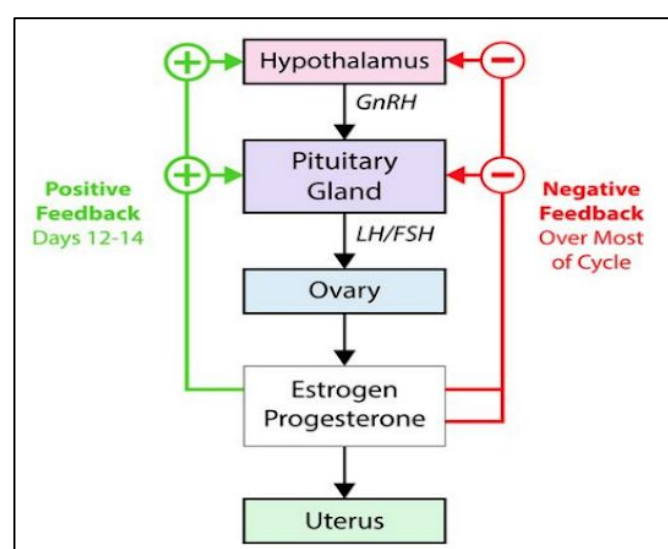 Hypothalamus
GnRH
Pituitary
Gland
Positive
Feedback
Days 12-14
Negative
Feedback
Over Most
of Cycle
LH/FSH
Ovary
Estrogen
Progesterone
Uterus